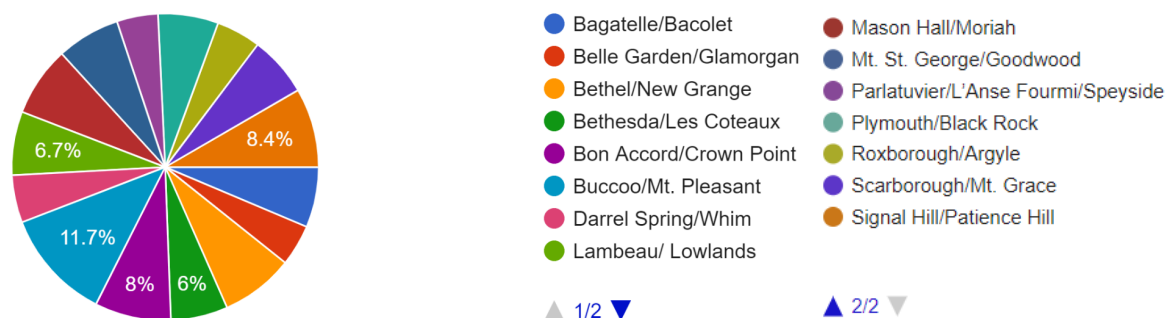 8.4%
6.7%
11.7%
8%
6%
Bagatelle/Bacolet
Belle Garden/Glamorgan
Bethel/New Grange
Bethesda/Les Coteaux
Bon Accord/Crown Point
Buccoo/Mt. Pleasant
Darrel Spring/Whim
Lambeau/ Lowlands
1/2
Mason Hall/Moriah
Mt. St. George/Goodwood
Parlatuvier/L'Anse Fourmi/Speyside
Plymouth/Black Rock
Roxborough/Argyle
Scarborough/Mt. Grace
Signal Hill/Patience Hill
2/2